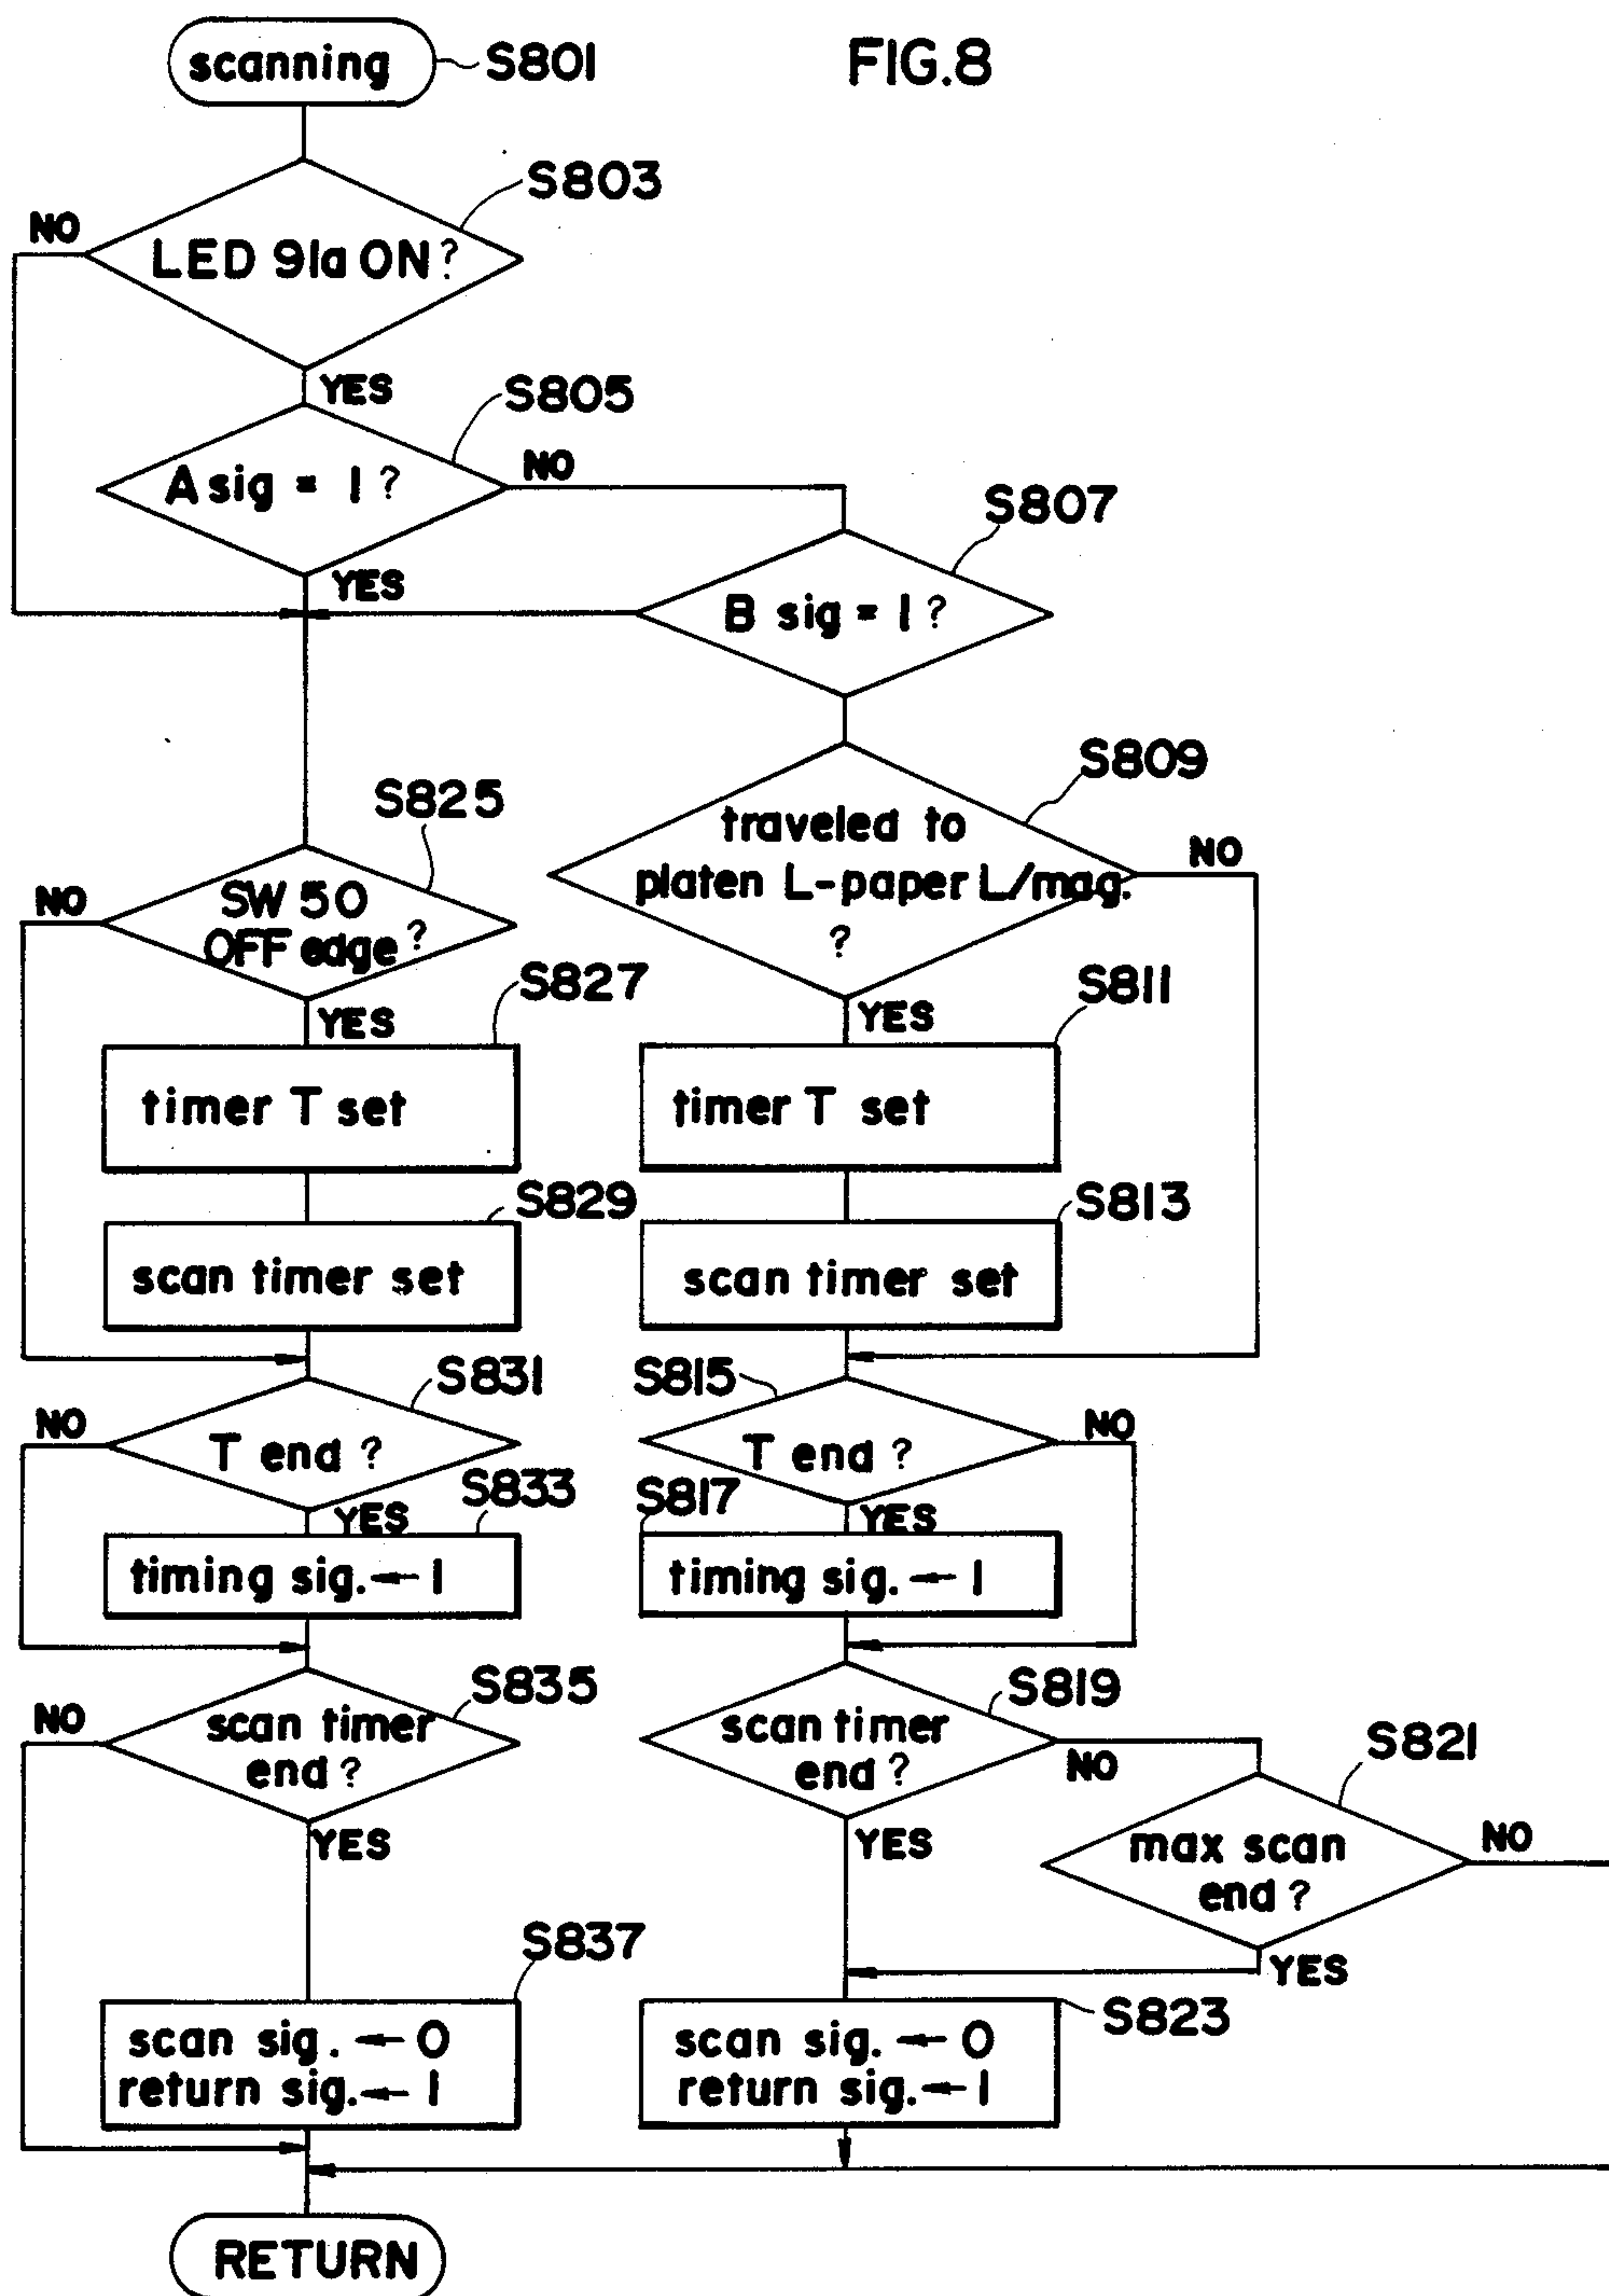 FIG.8
scanning
S801
S803
NO
LED 91a ON?
YES
S805
A sig = 1 ?
NO
YES
S807
B sig = 1 ?
S809
traveled to
platen L-paper L/mag.
?
NO
YES
S825
SW 50
OFF edge ?
NO
YES
S827
timer T set
S829
scan timer set
S811
timer T set
S813
scan timer set
S831
NO
T end ?
YES
S833
timing sig. ← 1
S815
T end ?
NO
YES
S817
timing sig. ← 1
S835
NO
scan timer
end ?
YES
S837
scan sig. ← 0
return sig. ← 1
S819
scan timer
end ?
NO
YES
S821
max scan
end ?
NO
YES
S823
scan sig. ← 0
return sig. ← 1
RETURN